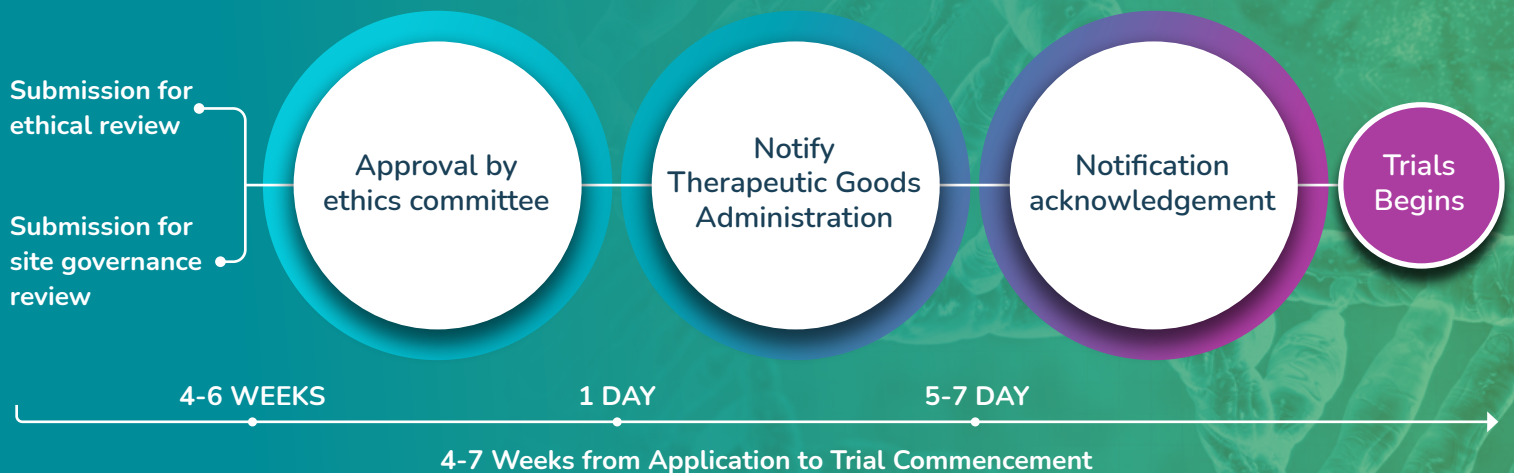 Submission for
ethical review
Submission for
site governance
review
Approval by
ethics committee
Notify
Therapeutic Goods
Administration
Notification
acknowledgement
Trials
Begins
4-6 WEEKS
1 DAY
5-7 DAY
4-7 Weeks from Application to Trial Commencement